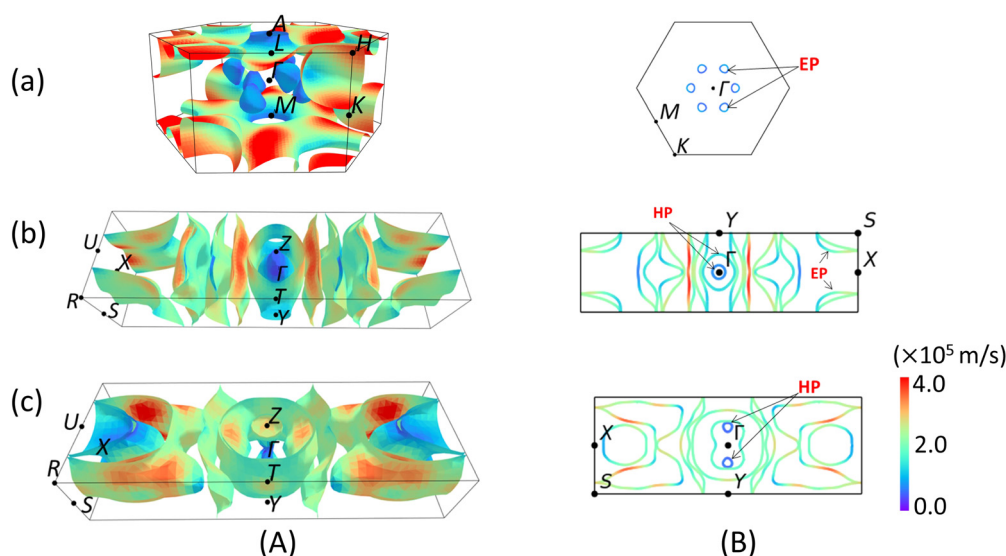 (a)
A
L
H
Γ
M
K
EP
Γ
M
K
(b)
U
X
Z
Γ
R
S
T
Y
HP
Y
S
Γ
X
EP
(c)
U
X
Z
Γ
R
S
T
Y
HP
X
Γ
S
Y
(×10⁵ m/s)
4.0
2.0
0.0
(A)
(B)